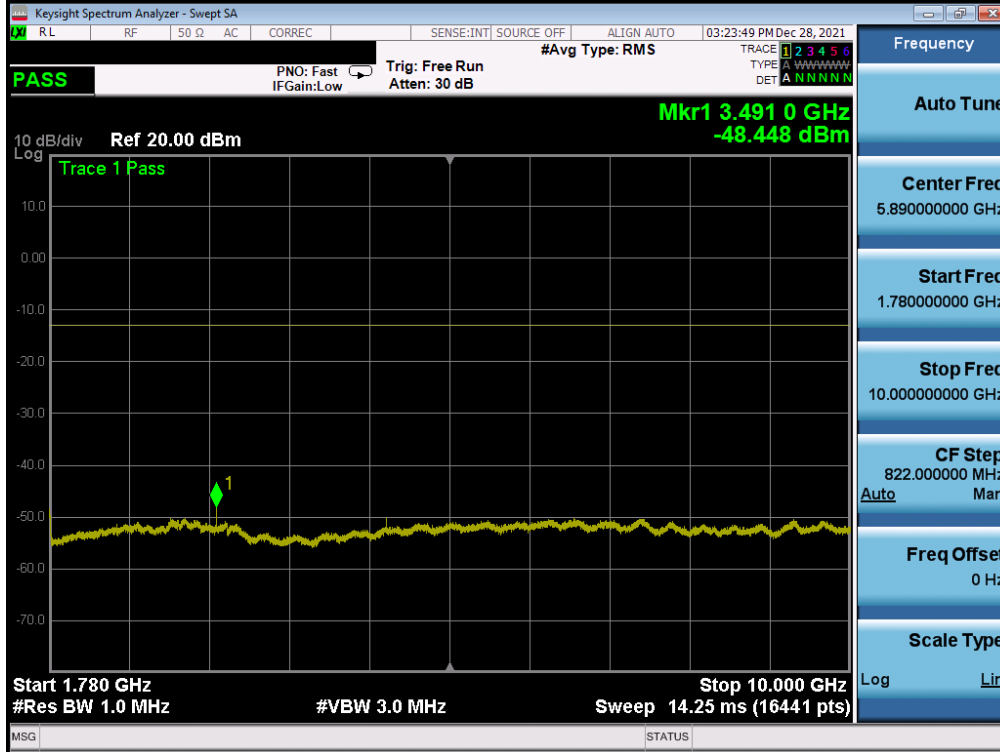 Keysight Spectrum Analyzer - Swept SA
LXI RL RF 50 Ω AC CORREC SENSE:INT SOURCE OFF ALIGN AUTO 03:23:49 PM Dec 28, 2021
Frequency
#Avg Type: RMS
TRACE 1 2 3 4 5 6
TYPE A WWWWW
DET A N N N N N
PASS
PNO: Fast
IFGain:Low
Trig: Free Run
Atten: 30 dB
Auto Tune
Mkr1 3.491 0 GHz
-48.448 dBm
10 dB/div
Log
Ref 20.00 dBm
Trace 1 Pass
10.0
0.00
-10.0
-20.0
-30.0
-40.0
-50.0
-60.0
-70.0
1
Center Freq
5.890000000 GHz
Start Freq
1.780000000 GHz
Stop Freq
10.000000000 GHz
CF Step
822.000000 MHz
Auto Man
Freq Offset
0 Hz
Scale Type
Log Lin
Start 1.780 GHz
Stop 10.000 GHz
#Res BW 1.0 MHz
#VBW 3.0 MHz
Sweep 14.25 ms (16441 pts)
MSG
STATUS